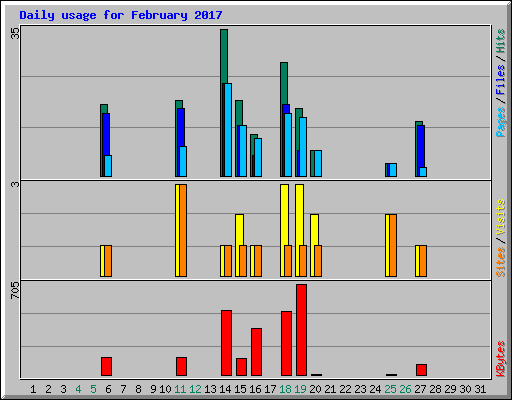 Daily usage for February 2017
35
3
705
Pages / Files / Hits
Sites / Visits
KBytes
1 2 3 4 5 6 7 8 9 10 11 12 13 14 15 16 17 18 19 20 21 22 23 24 25 26 27 28 29 30 31